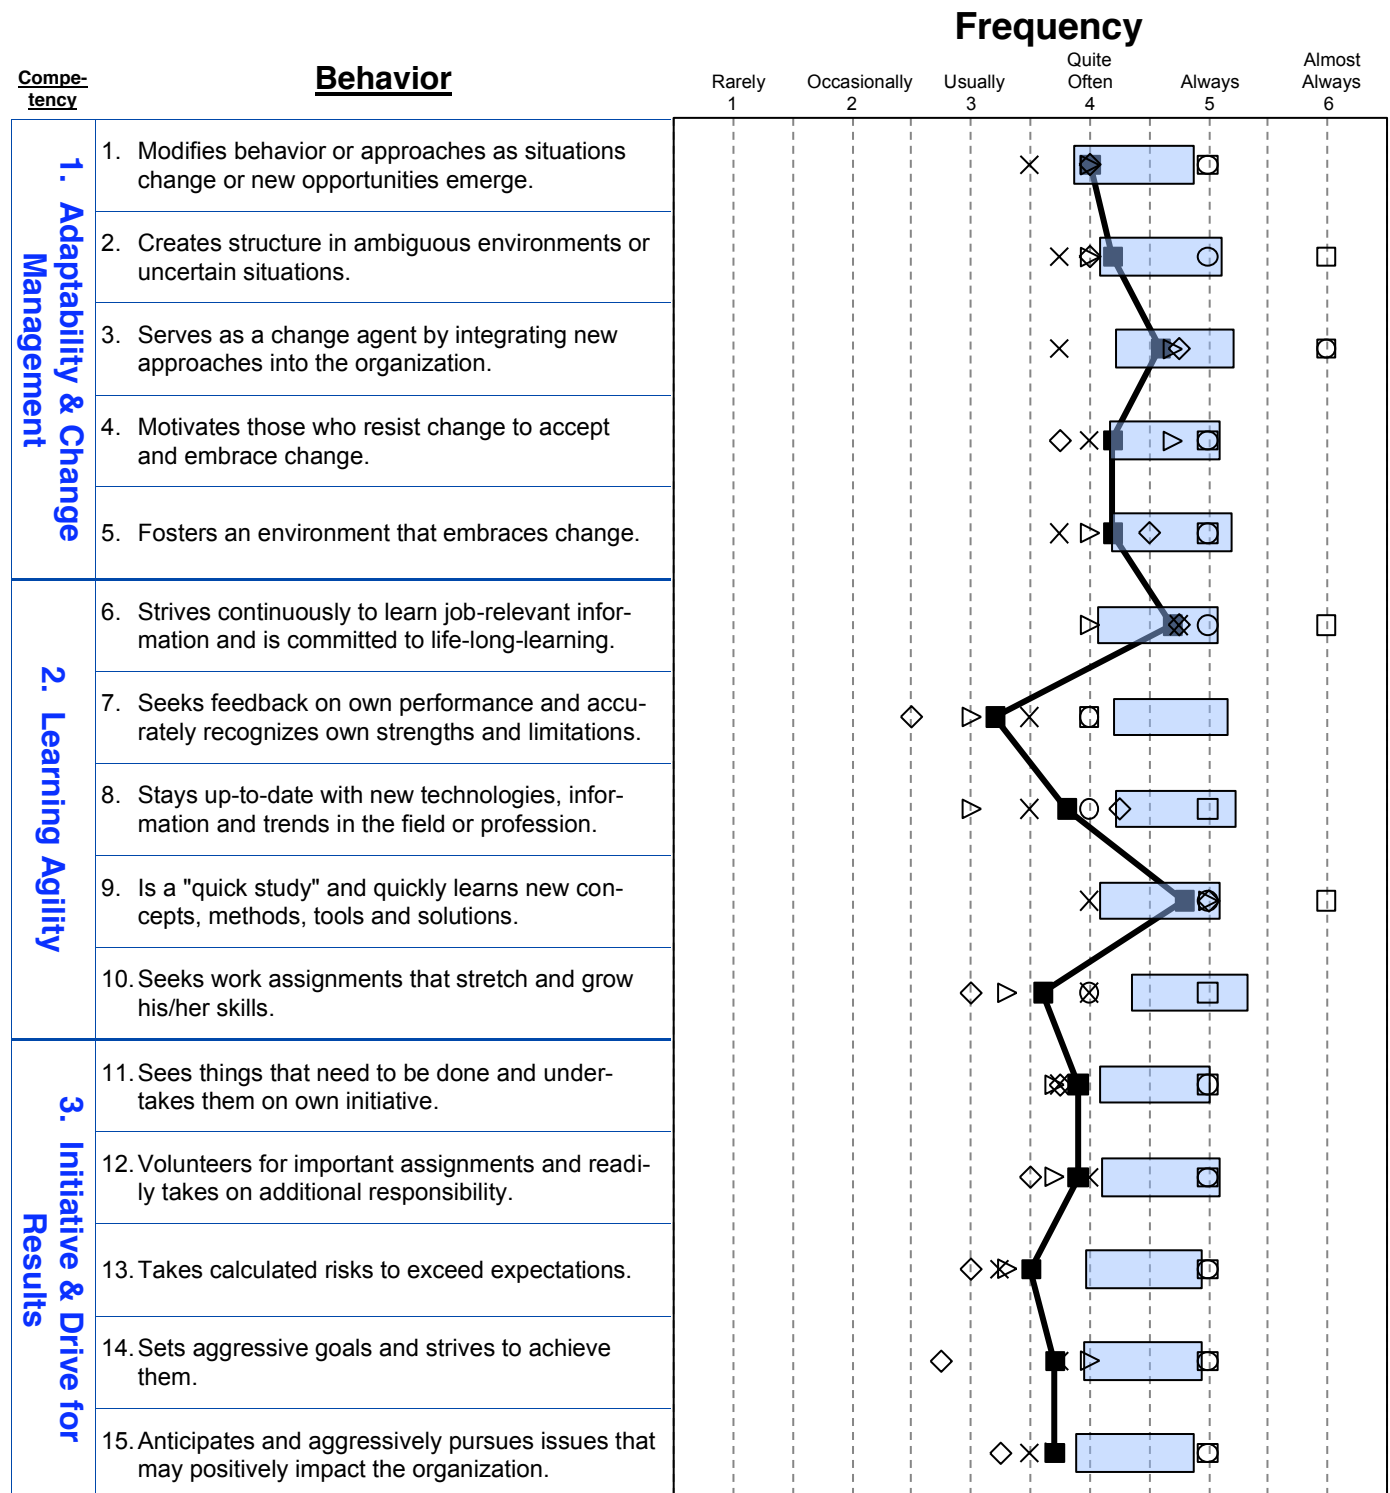 Frequency
Compe-
tency
Behavior
Rarely
1
Occasionally
2
Usually
3
Quite
Often
4
Always
5
Almost
Always
6
1. Adaptability & Change
Management
1. Modifies behavior or approaches as situations
change or new opportunities emerge.
2. Creates structure in ambiguous environments or
uncertain situations.
3. Serves as a change agent by integrating new
approaches into the organization.
4. Motivates those who resist change to accept
and embrace change.
5. Fosters an environment that embraces change.
2. Learning Agility
6. Strives continuously to learn job-relevant infor-
mation and is committed to life-long-learning.
7. Seeks feedback on own performance and accu-
rately recognizes own strengths and limitations.
8. Stays up-to-date with new technologies, infor-
mation and trends in the field or profession.
9. Is a "quick study" and quickly learns new con-
cepts, methods, tools and solutions.
10. Seeks work assignments that stretch and grow
his/her skills.
3. Initiative & Drive for
Results
11. Sees things that need to be done and under-
takes them on own initiative.
12. Volunteers for important assignments and readi-
ly takes on additional responsibility.
13. Takes calculated risks to exceed expectations.
14. Sets aggressive goals and strives to achieve
them.
15. Anticipates and aggressively pursues issues that
may positively impact the organization.